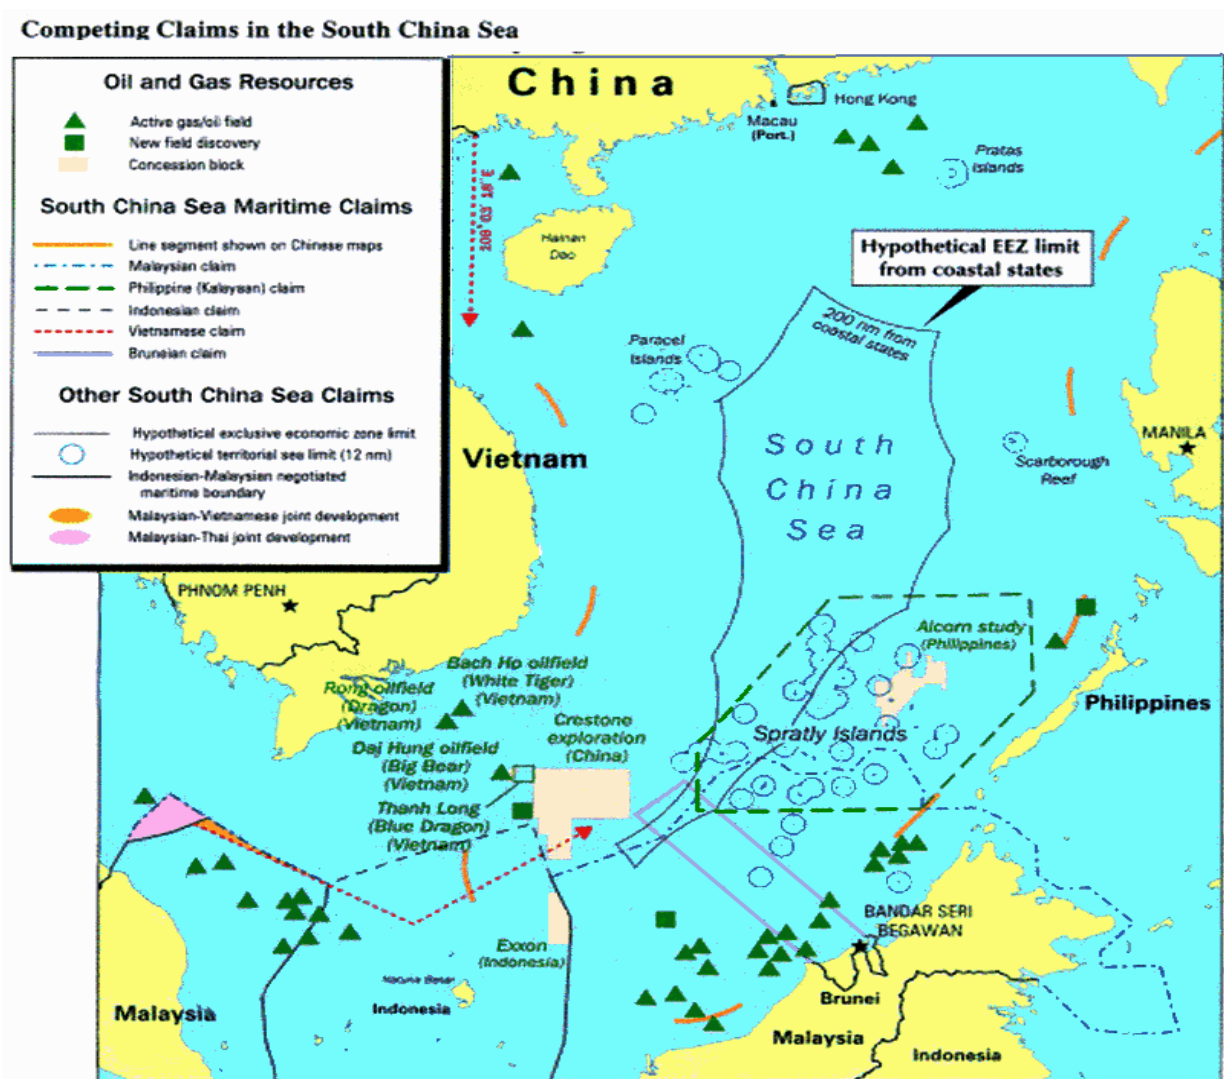 Competing Claims in the South China Sea
Oil and Gas Resources
Active gas/oil field
New field discovery
Concession block
South China Sea Maritime Claims
Line segment shown on Chinese maps
Malaysian claim
Philippine (Kalayaan) claim
Indonesian claim
Vietnamese claim
Bruneian claim
Other South China Sea Claims
Hypothetical exclusive economic zone limit
Hypothetical territorial sea limit (12 nm)
Indonesian-Malaysian negotiated
maritime boundary
Malaysian-Vietnamese joint development
Malaysian-Thai joint development
China
Hong Kong
Macau
(Port.)
Pratas
Islands
108° 03' 18" E
Hainan
Dao
Hypothetical EEZ limit
from coastal states
200 nm from
coastal states
Paracel
Islands
MANILA
South
China
Sea
Vietnam
Scarborough
Reef
PHNOM PENH
Alcorn study
(Philippines)
Bach Ho oilfield
(White Tiger)
(Vietnam)
Rong oilfield
(Dragon)
(Vietnam)
Philippines
Crestone
exploration
(China)
Spratly Islands
Dai Hung oilfield
(Big Bear)
(Vietnam)
Thanh Long
(Blue Dragon)
(Vietnam)
BANDAR SERI
BEGAWAN
Exxon
(Indonesia)
Indonesia
Malaysia
Brunei
Malaysia
Indonesia